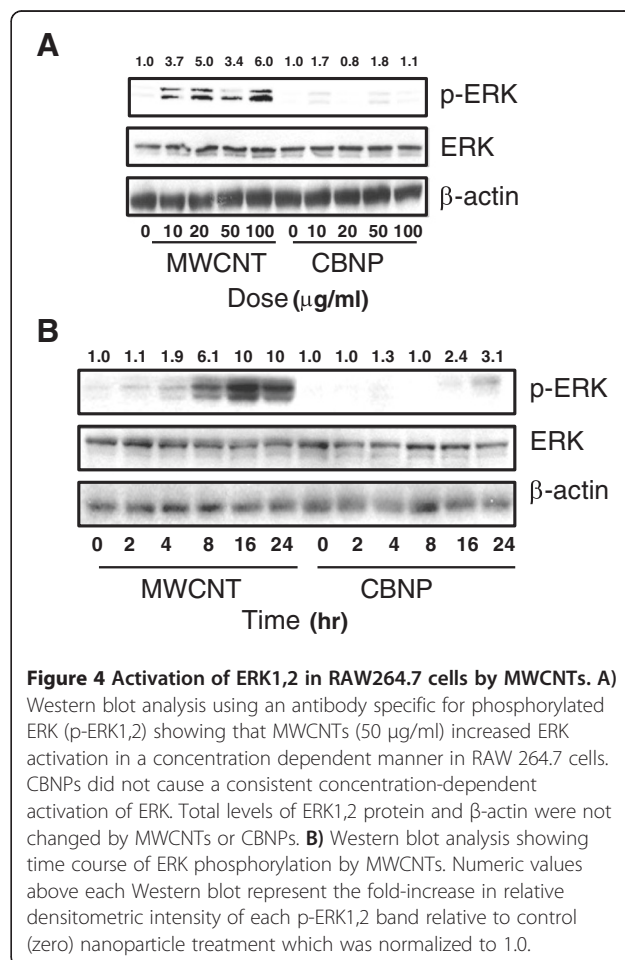 A
1.0 3.7 5.0 3.4 6.0 1.0 1.7 0.8 1.8 1.1
p-ERK
ERK
β-actin
0 10 20 50 100 0 10 20 50 100
MWCNT CBNP
Dose (μg/ml)
B
1.0 1.1 1.9 6.1 10 10 1.0 1.0 1.3 1.0 2.4 3.1
p-ERK
ERK
β-actin
0 2 4 8 16 24 0 2 4 8 16 24
MWCNT CBNP
Time (hr)
Figure 4 Activation of ERK1,2 in RAW264.7 cells by MWCNTs. A)
Western blot analysis using an antibody specific for phosphorylated
ERK (p-ERK1,2) showing that MWCNTs (50 μg/ml) increased ERK
activation in a concentration dependent manner in RAW 264.7 cells.
CBNPs did not cause a consistent concentration-dependent
activation of ERK. Total levels of ERK1,2 protein and β-actin were not
changed by MWCNTs or CBNPs. B) Western blot analysis showing
time course of ERK phosphorylation by MWCNTs. Numeric values
above each Western blot represent the fold-increase in relative
densitometric intensity of each p-ERK1,2 band relative to control
(zero) nanoparticle treatment which was normalized to 1.0.